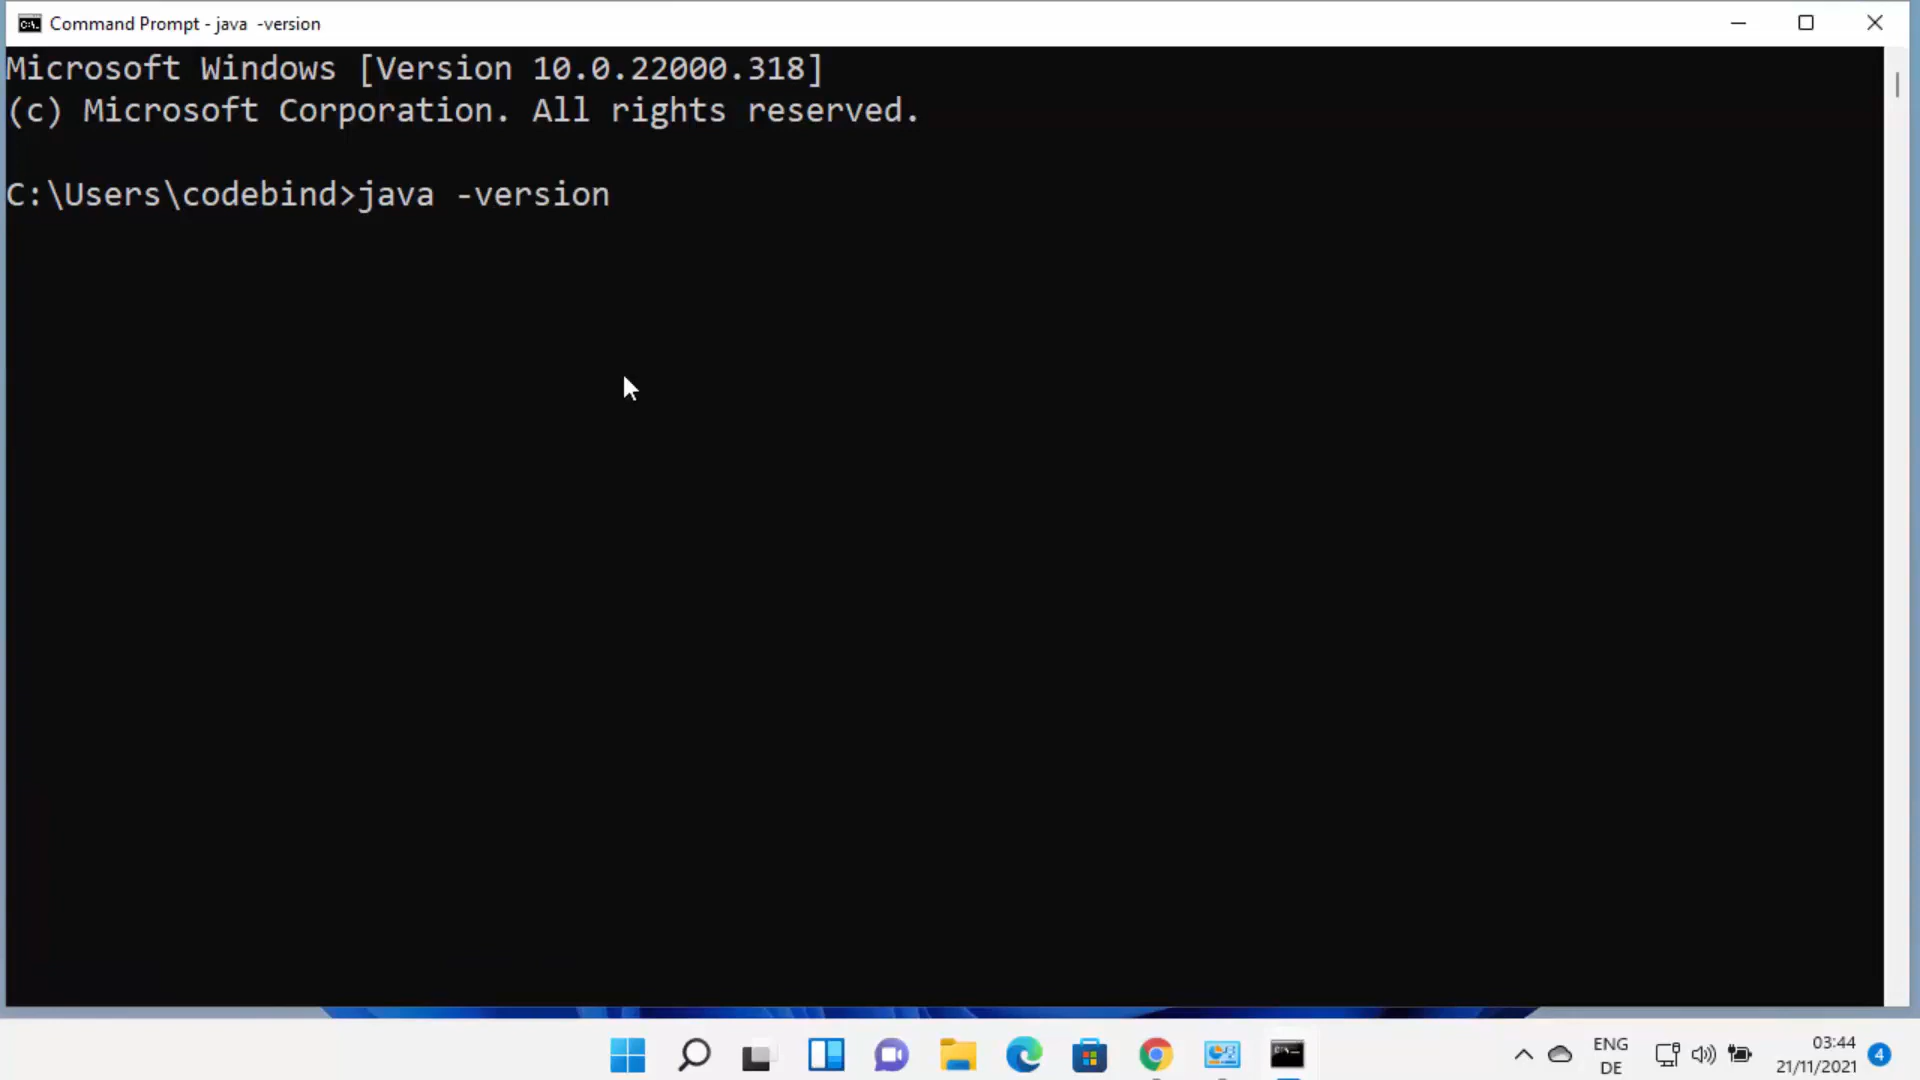 Command Prompt - java  -version
Microsoft Windows [Version 10.0.22000.318]
(c) Microsoft Corporation. All rights reserved.
C:\Users\codebind>java -version
ENG
DE
03:44
21/11/2021
4